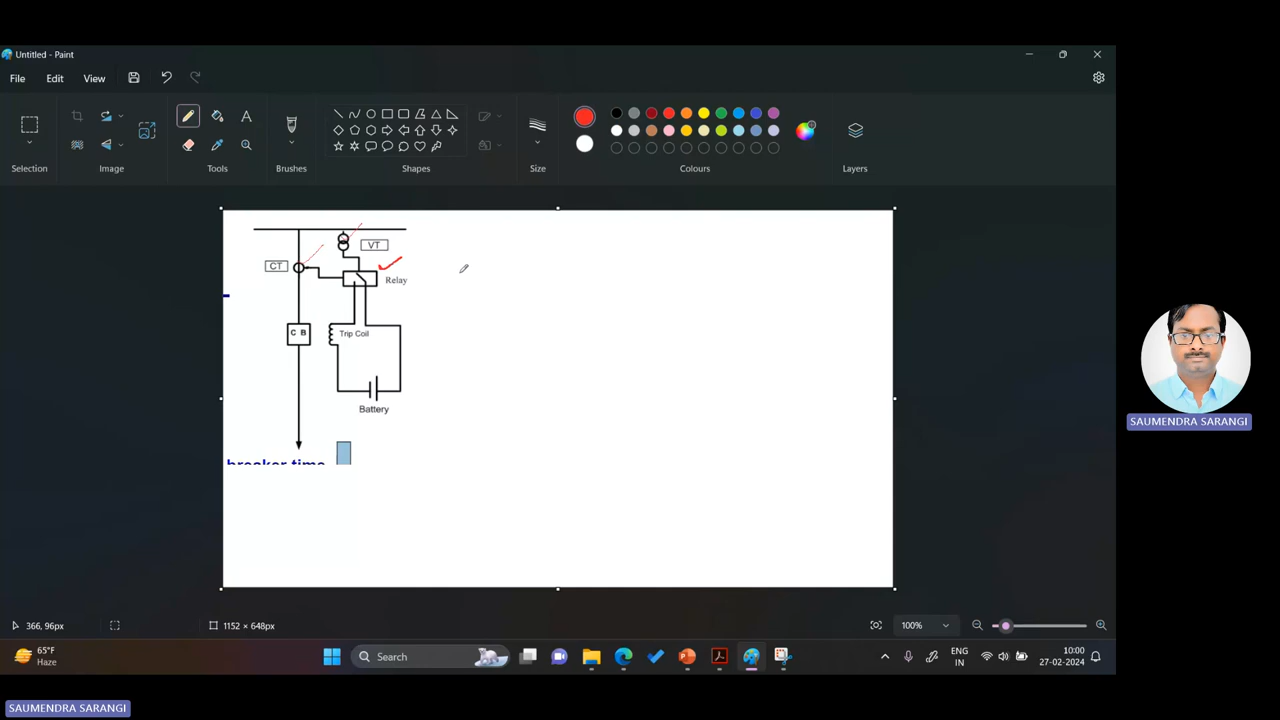 Untitled - Paint
File Edit View
Selection Image Tools Brushes Shapes Size Colours Layers
VT
CT
Relay
C B
Trip Coil
Battery
breaker time
SAUMENDRA SARANGI
366, 96px
1152 × 648px
100%
65°F
Haze
Search
ENG
IN
10:00
27-02-2024
SAUMENDRA SARANGI